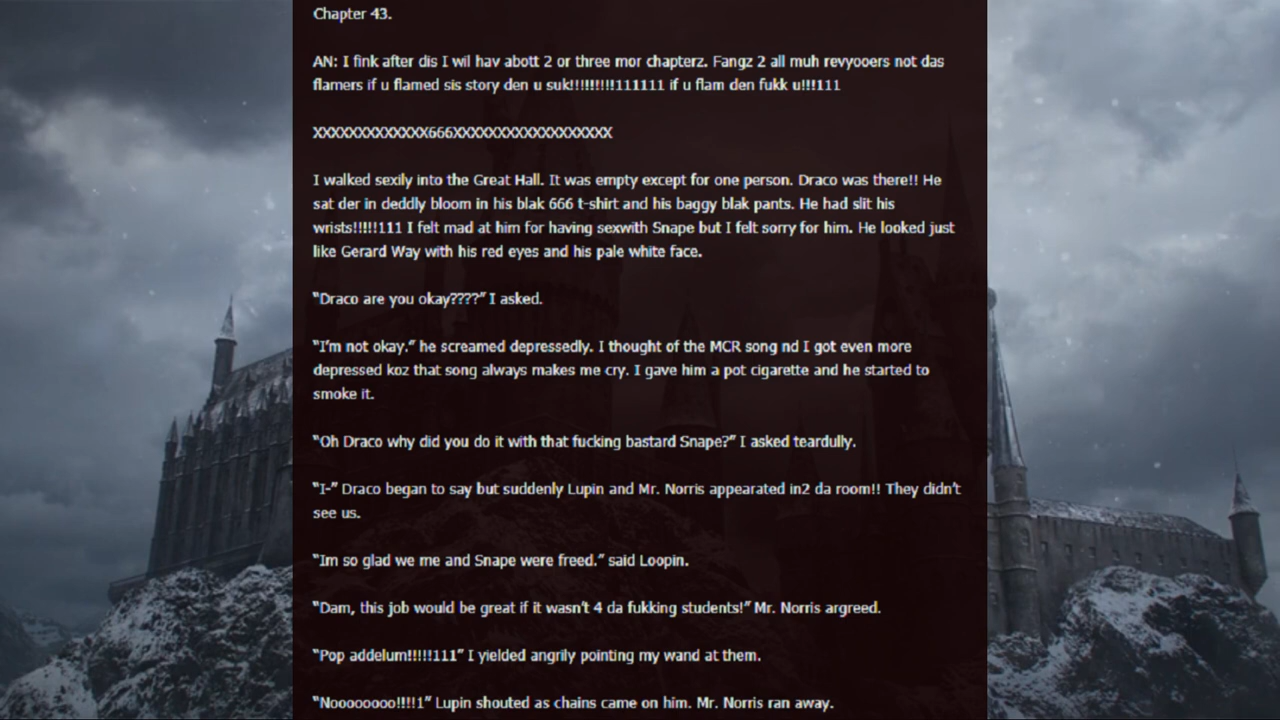 Chapter 43.
AN: I fink after dis I wil hav abott 2 or three mor chapterz. Fangz 2 all muh revyooers not das
flamers if u flamed sis story den u suk!!!!!!!!!111111 if u flam den fukk u!!!111
XXXXXXXXXXXXX666XXXXXXXXXXXXXXXXXX
I walked sexily into the Great Hall. It was empty except for one person. Draco was there!! He
sat der in deddly bloom in his blak 666 t-shirt and his baggy blak pants. He had slit his
wrists!!!!!111 I felt mad at him for having sexwith Snape but I felt sorry for him. He looked just
like Gerard Way with his red eyes and his pale white face.
“Draco are you okay????” I asked.
“I’m not okay.” he screamed depressedly. I thought of the MCR song nd I got even more
depressed koz that song always makes me cry. I gave him a pot cigarette and he started to
smoke it.
“Oh Draco why did you do it with that fucking bastard Snape?” I asked teardully.
“I-” Draco began to say but suddenly Lupin and Mr. Norris appearated in2 da room!! They didn’t
see us.
“Im so glad we me and Snape were freed.” said Loopin.
“Dam, this job would be great if it wasn’t 4 da fukking students!” Mr. Norris argreed.
“Pop addelum!!!!!111” I yielded angrily pointing my wand at them.
“Noooooooo!!!!1” Lupin shouted as chains came on him. Mr. Norris ran away.